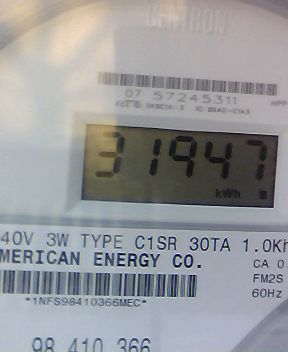 CENTRON
07 57245311
31947
kWh
40V 3W TYPE C1SR 30TA 1.0Kh
MERICAN ENERGY CO.
CA 0
FM2S
*1NFS98410366MEC*
60Hz
98 410 366